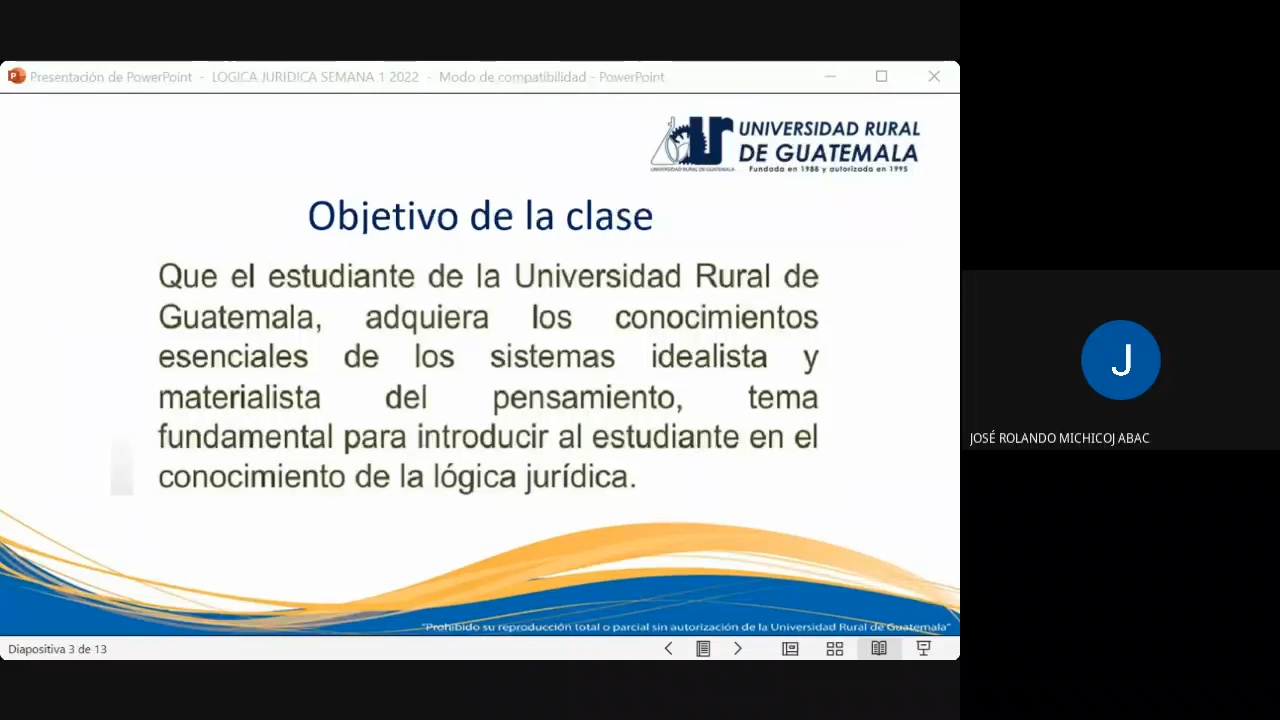 Presentación de PowerPoint - LOGICA JURIDICA SEMANA 1 2022 - Modo de compatibilidad - PowerPoint
UNIVERSIDAD RURAL
DE GUATEMALA
Fundada en 1988 y autorizada en 1995
UNIVERSIDAD RURAL DE GUATEMALA
Objetivo de la clase
Que el estudiante de la Universidad Rural de
Guatemala, adquiera los conocimientos
esenciales de los sistemas idealista y
materialista del pensamiento, tema
fundamental para introducir al estudiante en el
conocimiento de la lógica jurídica.
"Prohibido su reproducción total o parcial sin autorización de la Universidad Rural de Guatemala"
Diapositiva 3 de 13
J
JOSÉ ROLANDO MICHICOJ ABAC